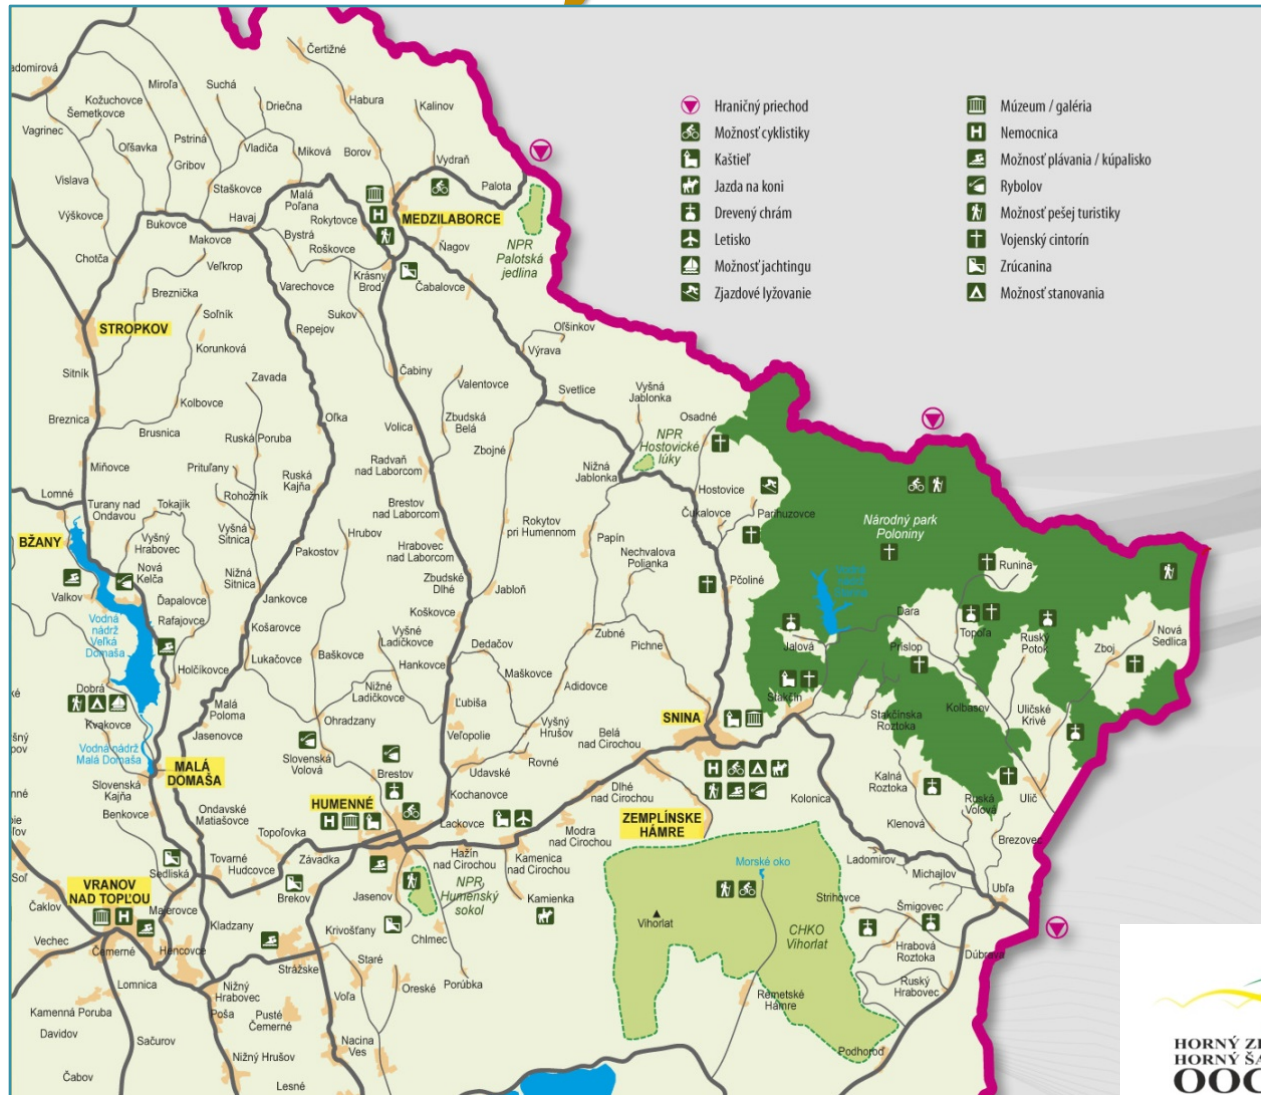 Hraničný priechod
Možnosť cyklistiky
Kaštieľ
Jazda na koni
Drevený chrám
Letisko
Možnosť jachtingu
Zjazdové lyžovanie
Múzeum / galéria
Nemocnica
Možnosť plávania / kúpalisko
Rybolov
Možnosť pešej turistiky
Vojenský cintorín
Zrúcanina
Možnosť stanovania
Čertižné
Miroľa
Suchá
Kožuchovce
Šemetkovce
Driečna
Habura
Kalinov
Vagrinec
Oľšavka
Pstriná
Gribov
Vladiča
Miková
Borov
Vydraň
Vislava
Staškovce
Malá
Poľana
Palota
Výškovce
Bukovce
Havaj
Rokytovce
MEDZILABORCE
Makovce
Bystrá
Roškovce
Ňagov
NPR
Palotská
jedlina
Chotča
Veľkrop
Varechovce
Krásny
Brod
Čabalovce
Breznička
Soľník
Sukov
STROPKOV
Repejov
Oľšinkov
Korunková
Výrava
Sitník
Zavada
Čabiny
Valentovce
Svetlice
Vyšná
Jablonka
Kolbovce
Breznica
Oľka
Volica
Zbudská
Belá
Osadné
Brusnica
Ruská Poruba
Zbojné
NPR
Hostovické
lúky
Miňovce
Prituľany
Ruská
Kajňa
Radvaň
nad Laborcom
Nižná
Jablonka
Lomné
Turany nad
Ondavou
Tokajík
Rohožník
Hostovice
Brestov
nad Laborcom
Čukalovce
Parihuzovce
Národný park
Poloniny
BŽANY
Vyšný
Hrabovec
Vyšná
Sitnica
Hrubov
Rokytov
pri Humennom
Papín
Pakostov
Hrabovec
nad Laborcom
Nechvalova
Polianka
Nová
Kelča
Nižná
Sitnica
Zbudské
Dlhé
Pčoliné
Runina
Valkov
Ďapalovce
Jankovce
Jabloň
Rafajovce
Košarovce
Koškovce
Dara
Vodná
nádrž
Veľká
Domaša
Vyšné
Ladičkovce
Zubné
Topoľa
Ruský
Potok
Nová
Sedlica
Lukačovce
Dedačov
Pichne
Jalová
Príslop
Zboj
Holčíkovce
Baškovce
Hankovce
Maškovce
Dobrá
Nižné
Ladičkovce
Adidovce
Stakčín
Malá
Poloma
Ľubiša
Kolbasov
Uličské
Krivé
Kvakovce
Ohradzany
SNINA
Stakčínska
Roztoka
Jasenovce
Veľopolie
Vyšný
Hrušov
Belá
nad Cirochou
Vodná nádrž
Malá Domaša
Slovenská
Volová
Rovné
MALÁ
DOMAŠA
Brestov
Udavské
Kalná
Roztoka
Slovenská
Kajňa
Kochanovce
Dlhé
nad Cirochou
Kolonica
Ruská
Volová
Ulič
Benkovce
Ondavské
Matiašovce
HUMENNÉ
Lackovce
ZEMPLÍNSKE
HÁMRE
Klenová
Topoľovka
Modra
nad Cirochou
Brezovec
Tovarné
Hudcovce
Závadka
Hažín
nad Cirochou
Kamenica
nad Cirochou
Morské oko
Ladomirov
Sedliská
Michajlov
VRANOV
NAD TOPĽOU
Brekov
Jasenov
NPR
Humenský
sokol
Kamienka
Strihovce
Ubľa
Čaklov
Majerovce
Kladzany
Šmigovec
Vihorlat
CHKO
Vihorlat
Vechec
Krivošťany
Chlmec
Čemerné
Hencovce
Staré
Hrabová
Roztoka
Dúbrava
Strážske
Lomnica
Nižný
Hrabovec
Voľa
Oreské
Porúbka
Ruský
Hrabovec
Remetské
Hámre
Kamenná Poruba
Poša
Pusté
Čemerné
Davidov
Sačurov
Nacina
Ves
Podhoroď
Nižný Hrušov
Čabov
Lesné
HORNÝ ZE
HORNÝ ŠA
OOC